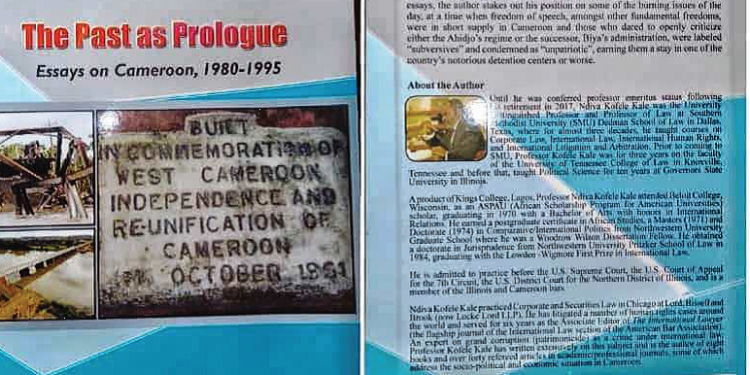 The Past as Prologue
Essays on Cameroon, 1980-1995
BUILT
IN COMMEMORATION OF
WEST CAMEROON
INDEPENDENCE AND
RE-UNIFICATION OF
CAMEROON
1st OCTOBER 1961
essays, the author stakes out his position on some of the burning issues of the
day, at a time when freedom of speech, amongst other fundamental freedoms,
were in short supply in Cameroon and those who dared to openly criticize
either the Ahidjo's regime or the successor, Biya's administration, were labeled
"subversives" and condemned as "unpatriotic", earning them a stay in one of the
country's notorious detention centers or worse.
About the Author
Until he was conferred professor emeritus status following
retirement in 2017, Ndiva Kofele Kale was the University
Distinguished Professor and Professor of Law at Southern
Methodist University (SMU) Dedman School of Law in Dallas,
Texas, where for almost three decades, he taught courses on
Corporate Law, International Law, International Human Rights,
and International Litigation and Arbitration. Prior to coming to
SMU, Professor Kofele Kale was for three years on the faculty
of the University of Tennessee College of Law in Knoxville,
Tennessee and before that, taught Political Science for ten years at Governors State
University in Illinois.
A product of Kings College, Lagos, Professor Ndiva Kofele Kale attended Beloit College,
Wisconsin, as an ASPAU (African Scholarship Program for American Universities)
scholar, graduating in 1970 with a Bachelor of Arts with honors in International
Relations. He earned a postgraduate certificate in African Studies, a Masters (1971) and
Doctorate (1974) in Comparative/International Politics from Northwestern University
Graduate School where he was a Woodrow Wilson Dissertation Fellow. He obtained
a doctorate in Jurisprudence from Northwestern University Pritzker School of Law in
1984, graduating with the Lowden -Wigmore First Prize in International Law.
He is admitted to practice before the U.S. Supreme Court, the U.S. Court of Appeal
for the 7th Circuit, the U.S. District Court for the Northern District of Illinois, and is a
member of the Illinois and Cameroon bars.
Ndiva Kofele Kale practiced Corporate and Securities Law in Chicago at Lord, Bissell and
Brook (now Locke Lord LLP). He has litigated a number of human rights cases around
the world and served for six years as the Associate Editor of The International Lawyer
(the flagship journal of the International Law section of the American Bar Association).
An expert on grand corruption (patrimonicide) as a crime under international law,
Professor Kofele Kale has written extensively on this subject and is the author of eight
books and over forty refereed articles in academic/professional journals, some of which
address the socio-political and economic situation in Cameroon.